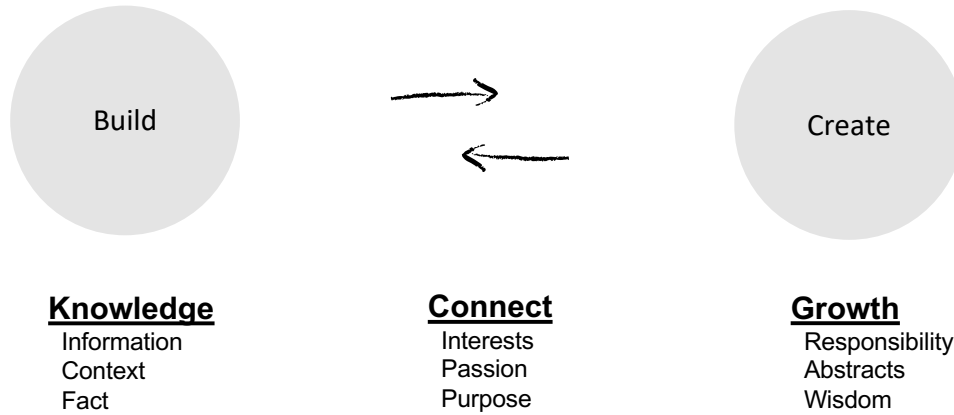 Build
Create
Knowledge
Information
Context
Fact
Connect
Interests
Passion
Purpose
Growth
Responsibility
Abstracts
Wisdom